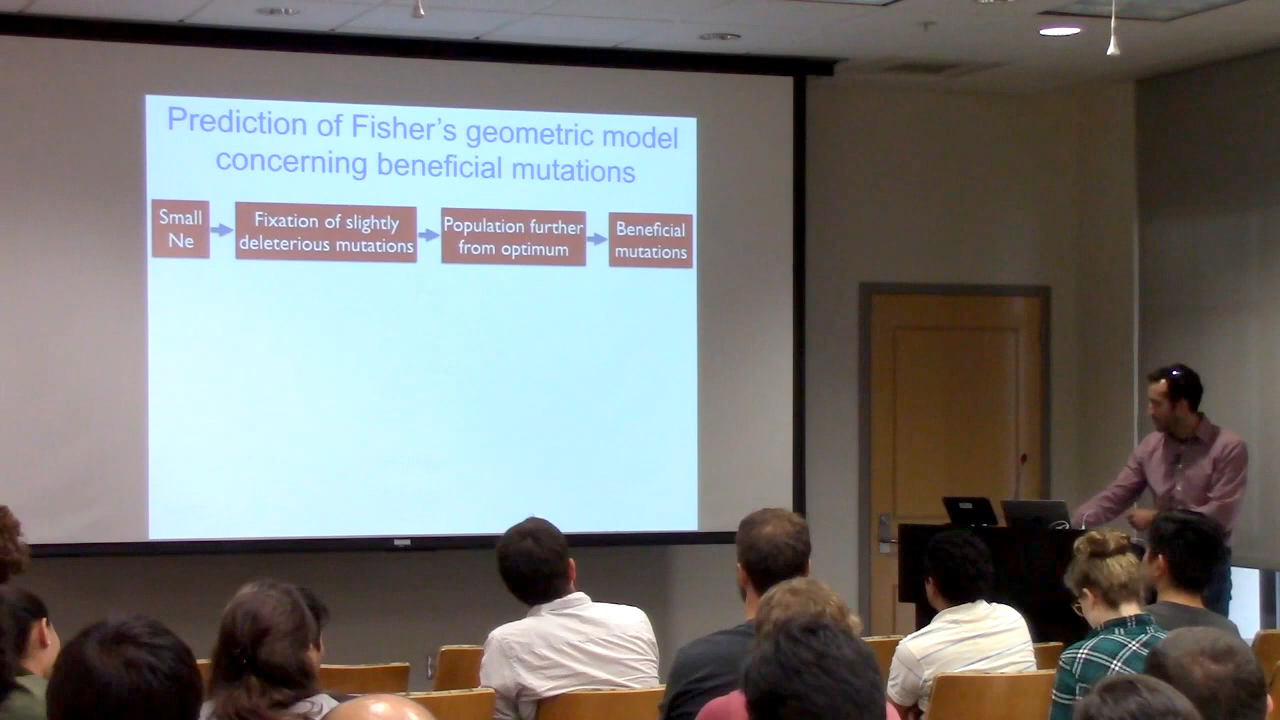 Prediction of Fisher's geometric model
concerning beneficial mutations
Small
Ne
Fixation of slightly
deleterious mutations
Population further
from optimum
Beneficial
mutations